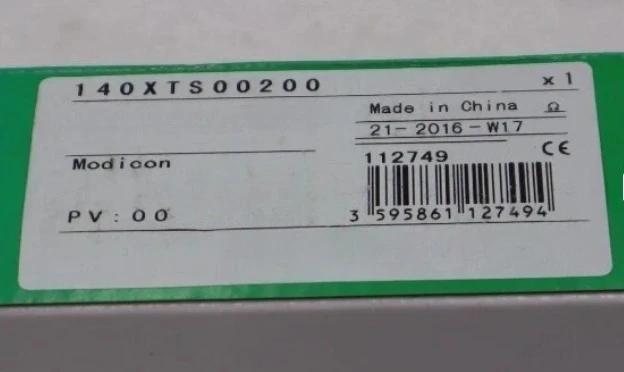 140XTS00200 x 1
Made in China Ω
21-2016-W17
Modicon
112749 CE
PV: 00
3 595861 127494